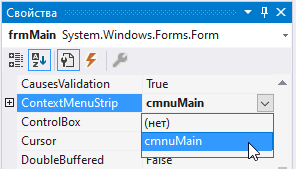 Свойства
frmMain System.Windows.Forms.Form
CausesValidation True
ContextMenuStrip cmnuMain
ControlBox (нет)
Cursor cmnuMain
DoubleBuffered False